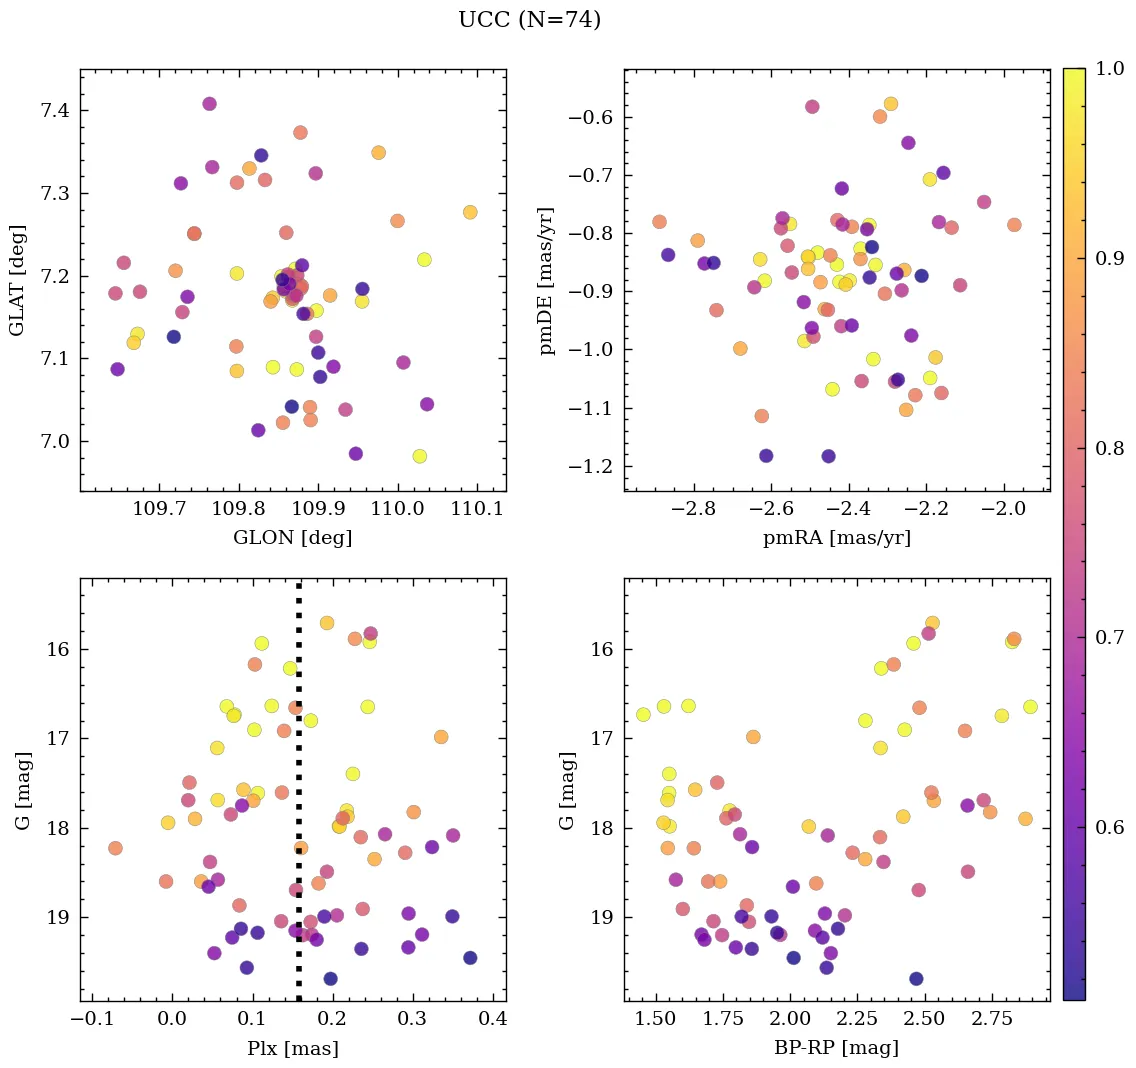 UCC (N=74)
7.4
7.3
7.2
7.1
7.0
GLAT [deg]
109.7 109.8 109.9 110.0 110.1
GLON [deg]
−0.6
−0.7
−0.8
−0.9
−1.0
−1.1
−1.2
pmDE [mas/yr]
−2.8 −2.6 −2.4 −2.2 −2.0
pmRA [mas/yr]
1.0
0.9
0.8
0.7
0.6
16
17
18
19
G [mag]
−0.1 0.0 0.1 0.2 0.3 0.4
Plx [mas]
16
17
18
19
G [mag]
1.50 1.75 2.00 2.25 2.50 2.75
BP-RP [mag]